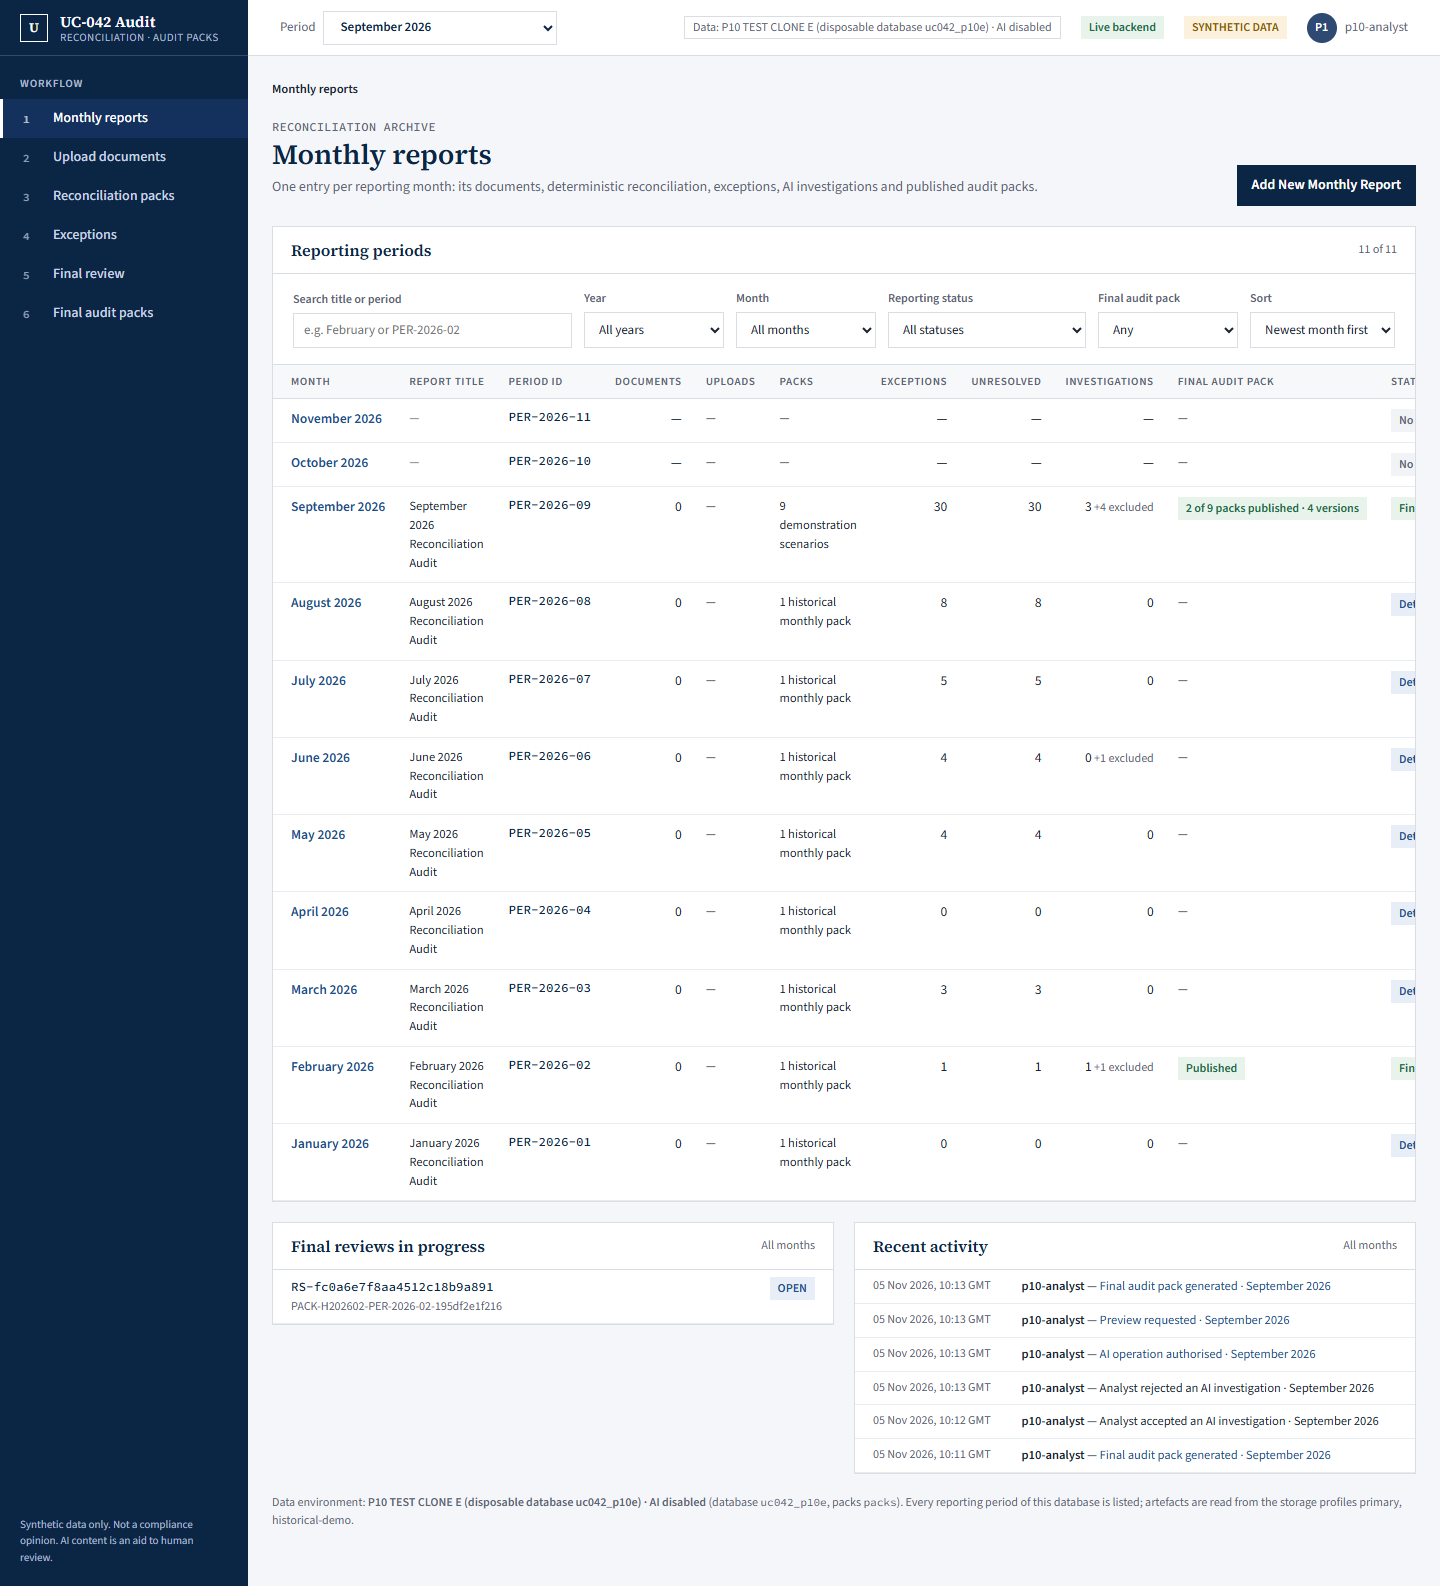 U
UC-042 Audit
RECONCILIATION · AUDIT PACKS
Period
September 2026
Data: P10 TEST CLONE E (disposable database uc042_p10e) · AI disabled
Live backend
SYNTHETIC DATA
P1
p10-analyst
WORKFLOW
1 Monthly reports
2 Upload documents
3 Reconciliation packs
4 Exceptions
5 Final review
6 Final audit packs
Synthetic data only. Not a compliance
opinion. AI content is an aid to human
review.
Monthly reports
RECONCILIATION ARCHIVE
Monthly reports
One entry per reporting month: its documents, deterministic reconciliation, exceptions, AI investigations and published audit packs.
Add New Monthly Report
Reporting periods
11 of 11
Search title or period Year Month Reporting status Final audit pack Sort
e.g. February or PER-2026-02 All years All months All statuses Any Newest month first
MONTH REPORT TITLE PERIOD ID DOCUMENTS UPLOADS PACKS EXCEPTIONS UNRESOLVED INVESTIGATIONS FINAL AUDIT PACK STAT
November 2026 — PER-2026-11 — — — — — — — No
October 2026 — PER-2026-10 — — — — — — — No
September 2026 September PER-2026-09 0 — 9 30 30 3 +4 excluded 2 of 9 packs published · 4 versions Fin
2026 demonstration
Reconciliation scenarios
Audit
August 2026 August 2026 PER-2026-08 0 — 1 historical 8 8 0 — Det
Reconciliation monthly pack
Audit
July 2026 July 2026 PER-2026-07 0 — 1 historical 5 5 0 — Det
Reconciliation monthly pack
Audit
June 2026 June 2026 PER-2026-06 0 — 1 historical 4 4 0 +1 excluded — Det
Reconciliation monthly pack
Audit
May 2026 May 2026 PER-2026-05 0 — 1 historical 4 4 0 — Det
Reconciliation monthly pack
Audit
April 2026 April 2026 PER-2026-04 0 — 1 historical 0 0 0 — Det
Reconciliation monthly pack
Audit
March 2026 March 2026 PER-2026-03 0 — 1 historical 3 3 0 — Det
Reconciliation monthly pack
Audit
February 2026 February 2026 PER-2026-02 0 — 1 historical 1 1 1 +1 excluded Published Fin
Reconciliation monthly pack
Audit
January 2026 January 2026 PER-2026-01 0 — 1 historical 0 0 0 — Det
Reconciliation monthly pack
Audit
Final reviews in progress
All months
RS-fc0a6e7f8aa4512c18b9a891
OPEN
PACK-H202602-PER-2026-02-195df2e1f216
Recent activity
All months
05 Nov 2026, 10:13 GMT p10-analyst — Final audit pack generated · September 2026
05 Nov 2026, 10:13 GMT p10-analyst — Preview requested · September 2026
05 Nov 2026, 10:13 GMT p10-analyst — AI operation authorised · September 2026
05 Nov 2026, 10:13 GMT p10-analyst — Analyst rejected an AI investigation · September 2026
05 Nov 2026, 10:12 GMT p10-analyst — Analyst accepted an AI investigation · September 2026
05 Nov 2026, 10:11 GMT p10-analyst — Final audit pack generated · September 2026
Data environment: P10 TEST CLONE E (disposable database uc042_p10e) · AI disabled (database uc042_p10e, packs packs). Every reporting period of this database is listed; artefacts are read from the storage profiles primary,
historical-demo.